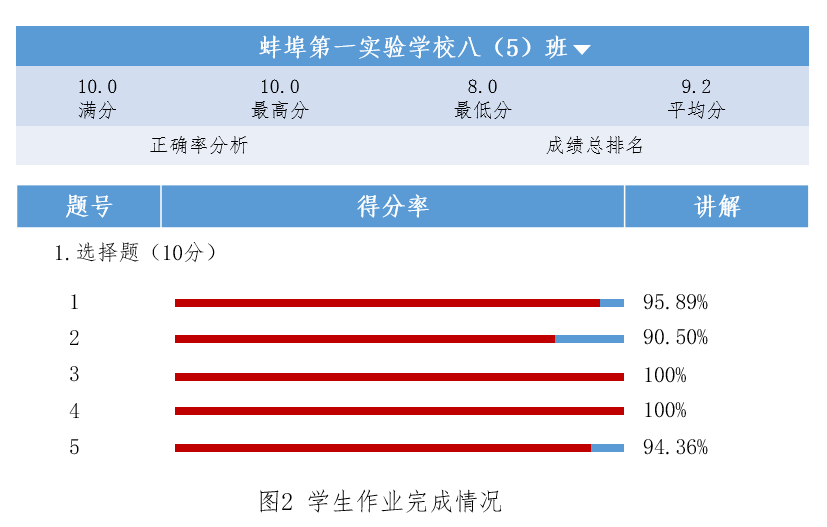 蚌埠第一实验学校八（5）班
10.0 10.0 8.0 9.2
满分 最高分 最低分 平均分
正确率分析 成绩总排名
题号 得分率 讲解
1.选择题（10分）
1 95.89%
2 90.50%
3 100%
4 100%
5 94.36%
图2 学生作业完成情况